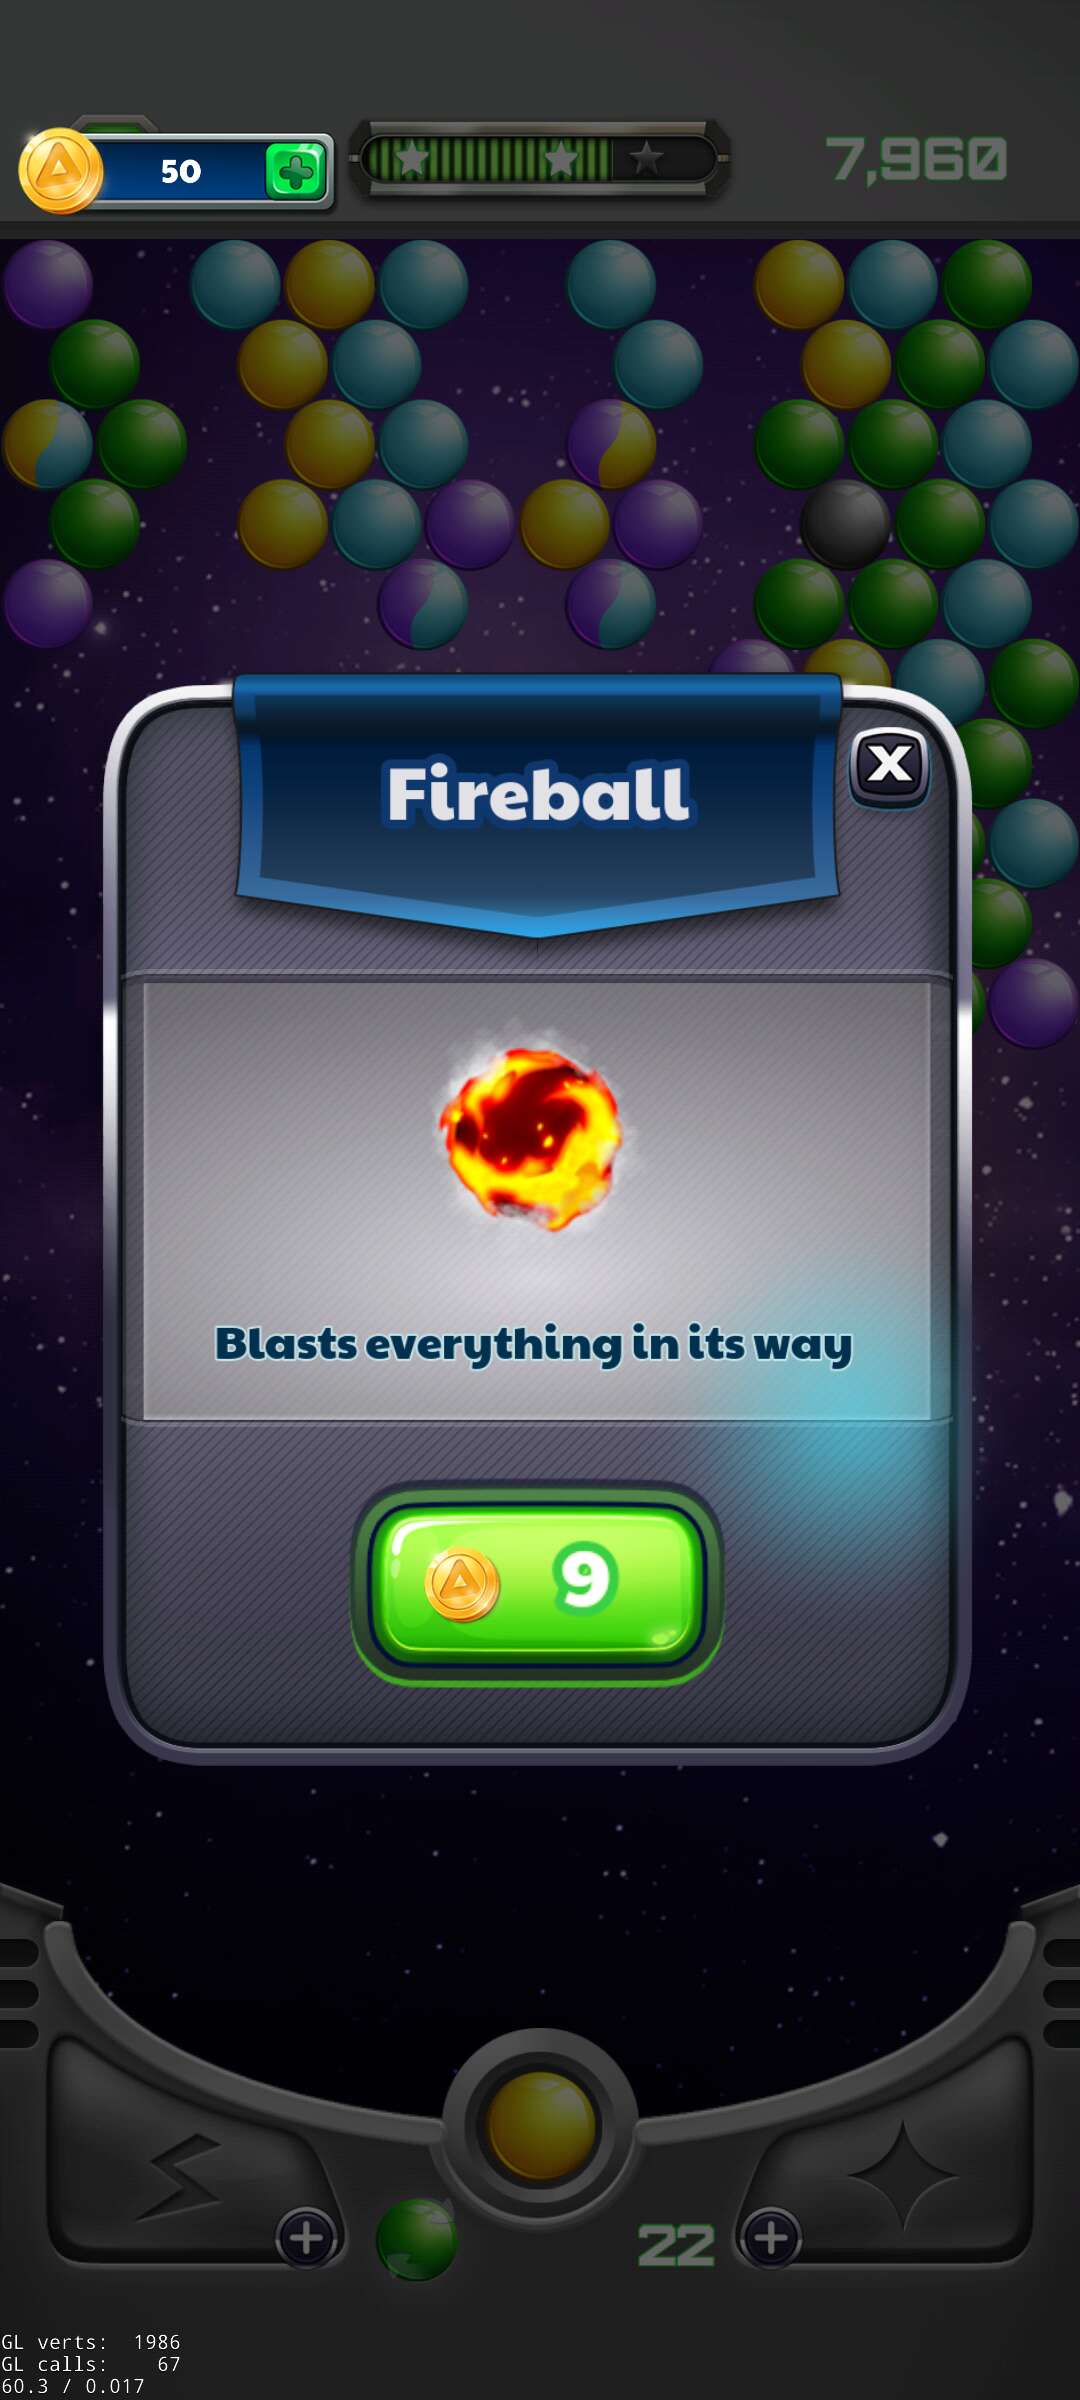 50
7,960
Fireball
X
Blasts everything in its way
9
22
GL verts: 1986
GL calls: 67
60.3 / 0.017